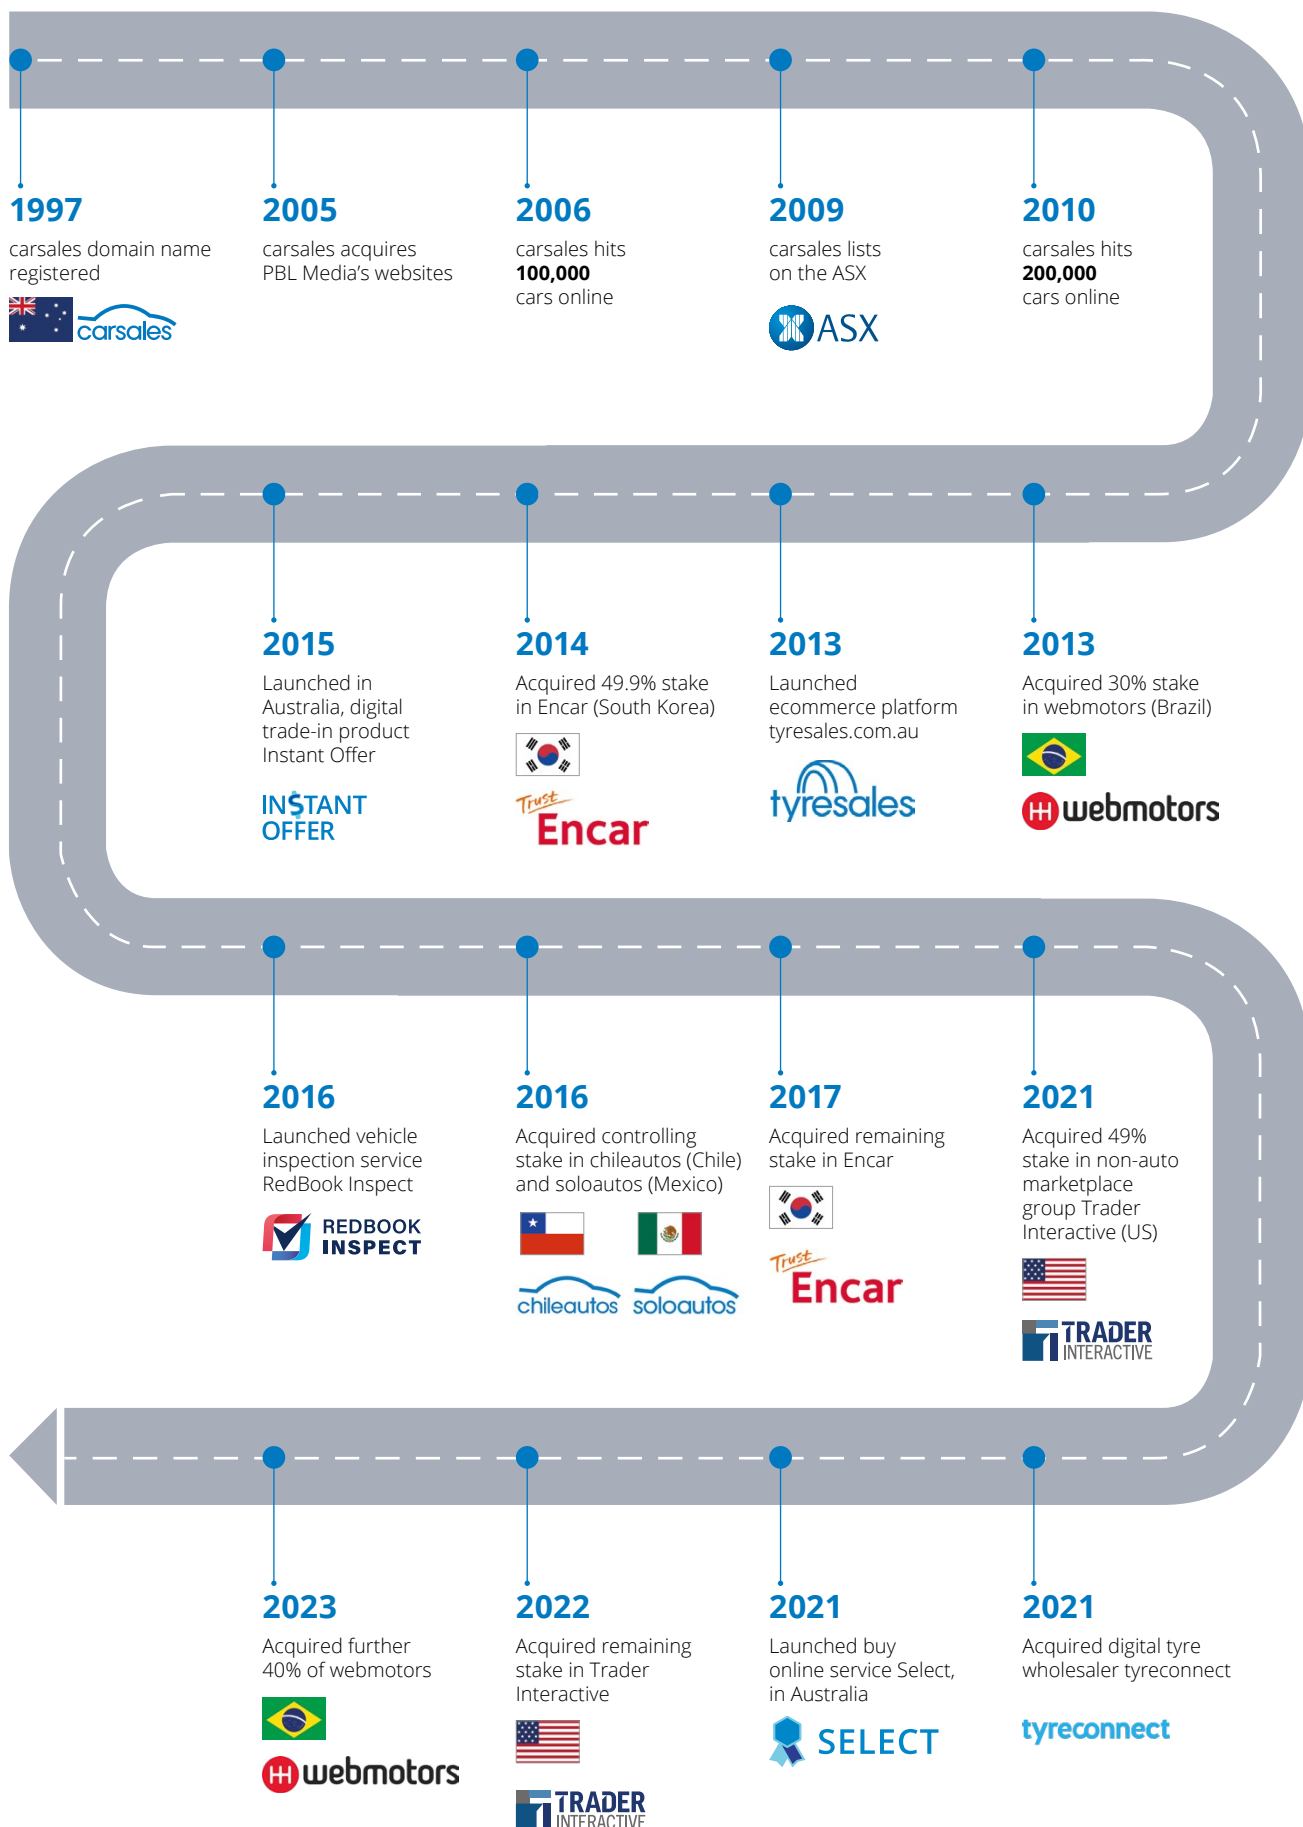 1997
carsales domain name
registered
carsales
2005
carsales acquires
PBL Media’s websites
2006
carsales hits
100,000
cars online
2009
carsales lists
on the ASX
ASX
2010
carsales hits
200,000
cars online
2015
Launched in
Australia, digital
trade-in product
Instant Offer
IN$TANT
OFFER
2014
Acquired 49.9% stake
in Encar (South Korea)
Trust
Encar
2013
Launched
ecommerce platform
tyresales.com.au
tyresales
2013
Acquired 30% stake
in webmotors (Brazil)
webmotors
2016
Launched vehicle
inspection service
RedBook Inspect
REDBOOK
INSPECT
2016
Acquired controlling
stake in chileautos (Chile)
and soloautos (Mexico)
chileautos soloautos
2017
Acquired remaining
stake in Encar
Trust
Encar
2021
Acquired 49%
stake in non-auto
marketplace
group Trader
Interactive (US)
TRADER
INTERACTIVE
2023
Acquired further
40% of webmotors
webmotors
2022
Acquired remaining
stake in Trader
Interactive
TRADER
INTERACTIVE
2021
Launched buy
online service Select,
in Australia
SELECT
2021
Acquired digital tyre
wholesaler tyreconnect
tyreconnect